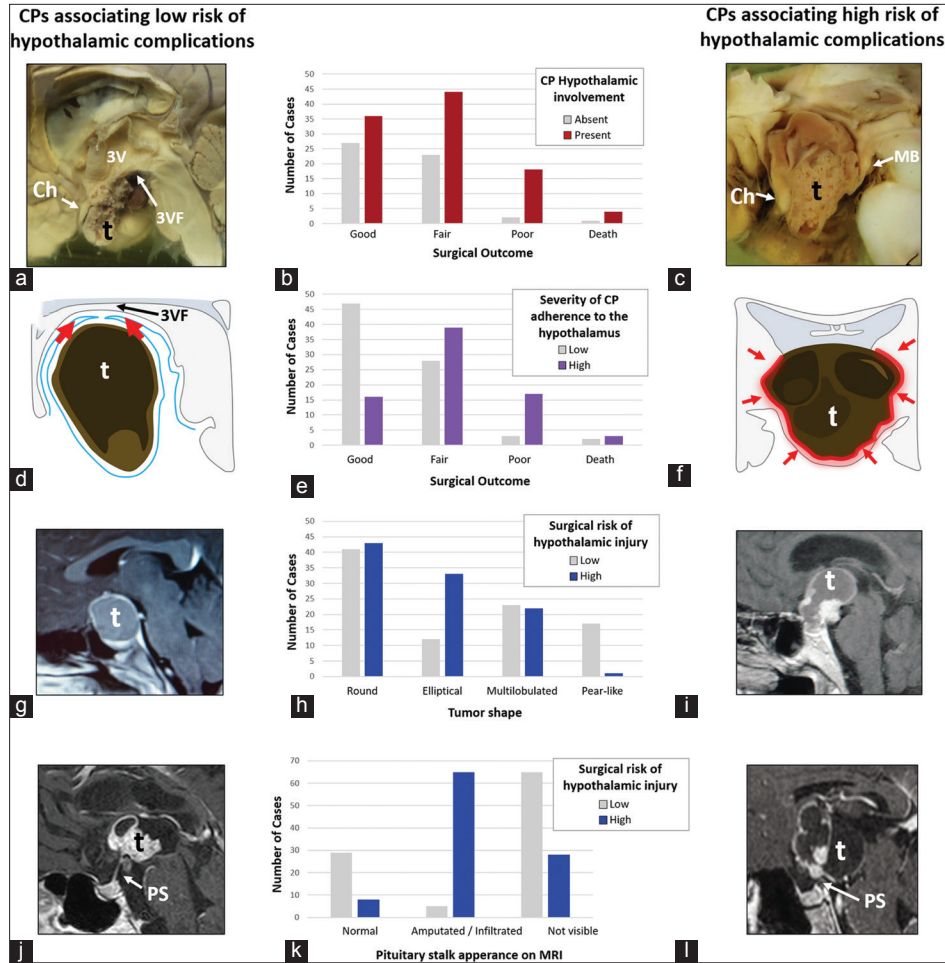 CPs associating low risk of
hypothalamic complications
CPs associating high risk of
hypothalamic complications
3V
Ch
3VF
t
a
Number of Cases
50
45
40
35
30
25
20
15
10
5
0
CP Hypothalamic
involvement
Absent
Present
Good
Fair
Poor
Death
Surgical Outcome
b
MB
Ch
t
c
3VF
t
d
Number of Cases
50
45
40
35
30
25
20
15
10
5
0
Severity of CP
adherence to the
hypothalamus
Low
High
Good
Fair
Poor
Death
Surgical Outcome
e
t
f
t
g
Number of Cases
50
45
40
35
30
25
20
15
10
5
0
Surgical risk of
hypothalamic injury
Low
High
Round
Elliptical
Multilobulated
Pear-like
Tumor shape
h
t
i
t
PS
j
Number of Cases
70
60
50
40
30
20
10
0
Surgical risk of
hypothalamic injury
Low
High
Normal
Amputated / Infiltrated
Not visible
Pituitary stalk apperance on MRI
k
t
PS
l